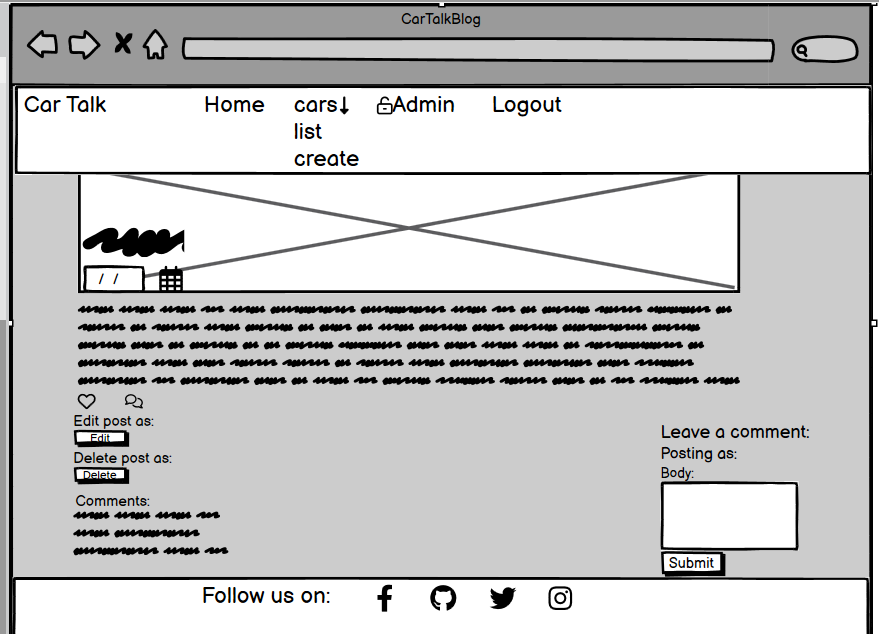 CarTalkBlog
Car Talk Home cars Admin Logout
list
create
/ /
Edit post as:
Edit
Delete post as:
Delete
Comments:
Leave a comment:
Posting as:
Body:
Submit
Follow us on: